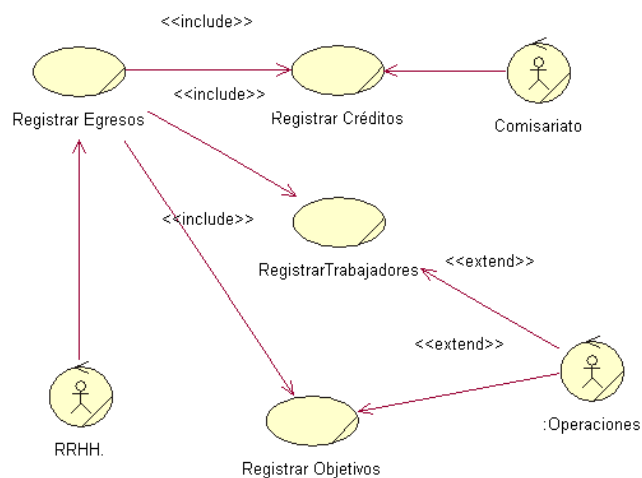 <<include>>
Registrar Egresos
<<include>>
Registrar Créditos
Comisariato
<<include>>
RegistrarTrabajadores
<<extend>>
<<extend>>
RRHH.
Registrar Objetivos
:Operaciones